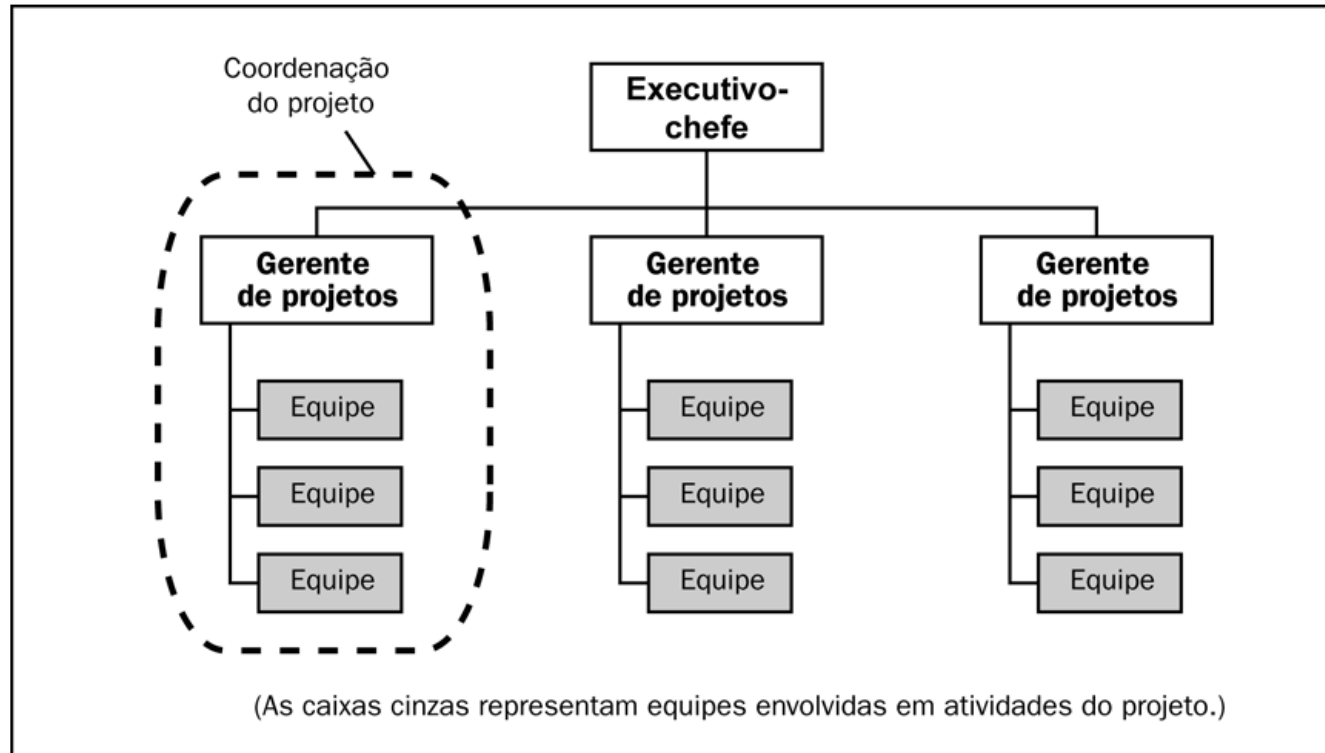 Coordenação
do projeto
Executivo-
chefe
Gerente
de projetos
Equipe
Equipe
Equipe
Gerente
de projetos
Equipe
Equipe
Equipe
Gerente
de projetos
Equipe
Equipe
Equipe
(As caixas cinzas representam equipes envolvidas em atividades do projeto.)